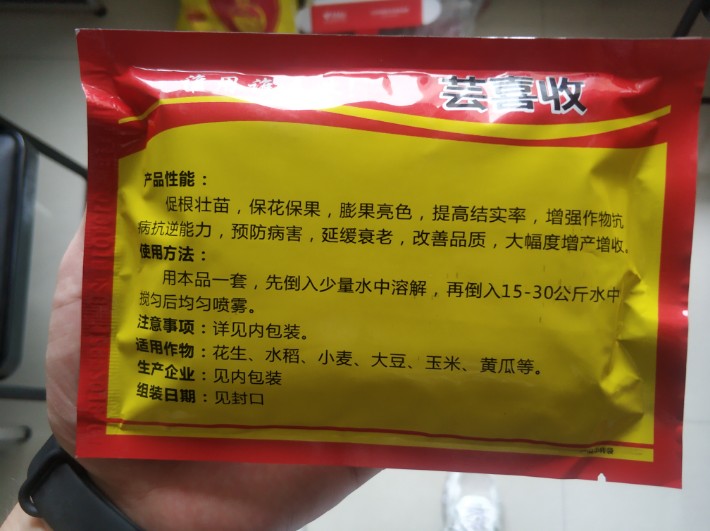 芸喜收
产品性能：
促根壮苗，保花保果，膨果亮色，提高结实率，增强作物抗
病抗逆能力，预防病害，延缓衰老，改善品质，大幅度增产增收。
使用方法：
用本品一套，先倒入少量水中溶解，再倒入15-30公斤水中
搅匀后均匀喷雾。
注意事项：详见内包装。
适用作物：花生、水稻、小麦、大豆、玉米、黄瓜等。
生产企业：见内包装
组装日期：见封口